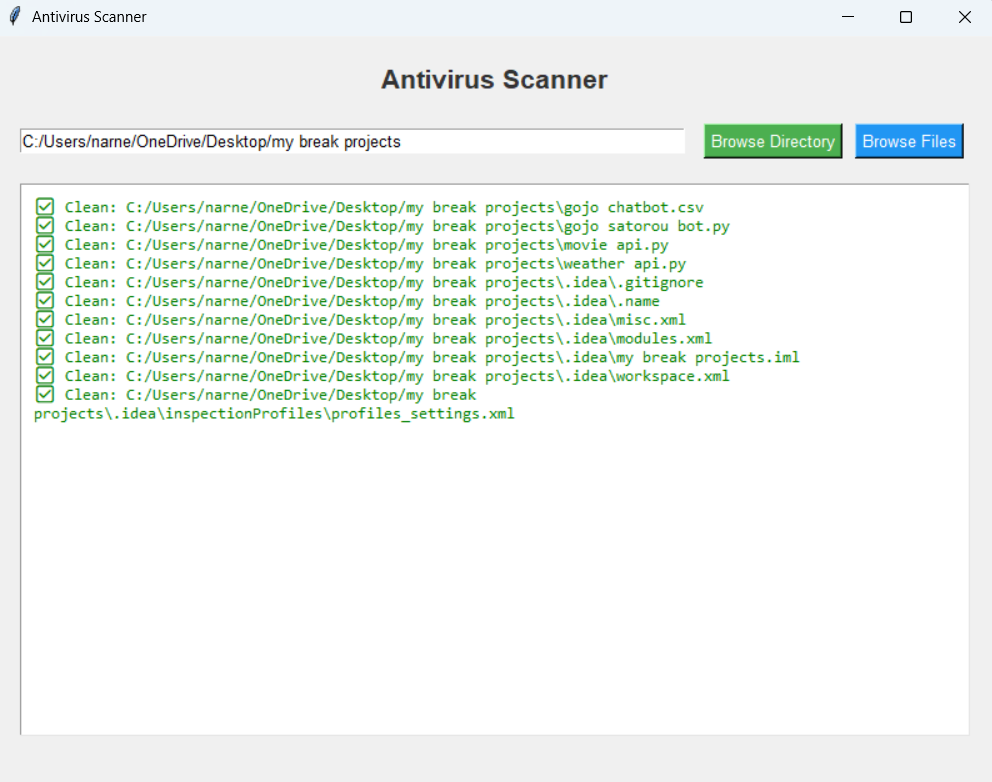 Antivirus Scanner
Antivirus Scanner
C:/Users/narne/OneDrive/Desktop/my break projects
Browse Directory
Browse Files
Clean: C:/Users/narne/OneDrive/Desktop/my break projects\gojo chatbot.csv
Clean: C:/Users/narne/OneDrive/Desktop/my break projects\gojo satorou bot.py
Clean: C:/Users/narne/OneDrive/Desktop/my break projects\movie api.py
Clean: C:/Users/narne/OneDrive/Desktop/my break projects\weather api.py
Clean: C:/Users/narne/OneDrive/Desktop/my break projects\.idea\.gitignore
Clean: C:/Users/narne/OneDrive/Desktop/my break projects\.idea\.name
Clean: C:/Users/narne/OneDrive/Desktop/my break projects\.idea\misc.xml
Clean: C:/Users/narne/OneDrive/Desktop/my break projects\.idea\modules.xml
Clean: C:/Users/narne/OneDrive/Desktop/my break projects\.idea\my break projects.iml
Clean: C:/Users/narne/OneDrive/Desktop/my break projects\.idea\workspace.xml
Clean: C:/Users/narne/OneDrive/Desktop/my break
projects\.idea\inspectionProfiles\profiles_settings.xml